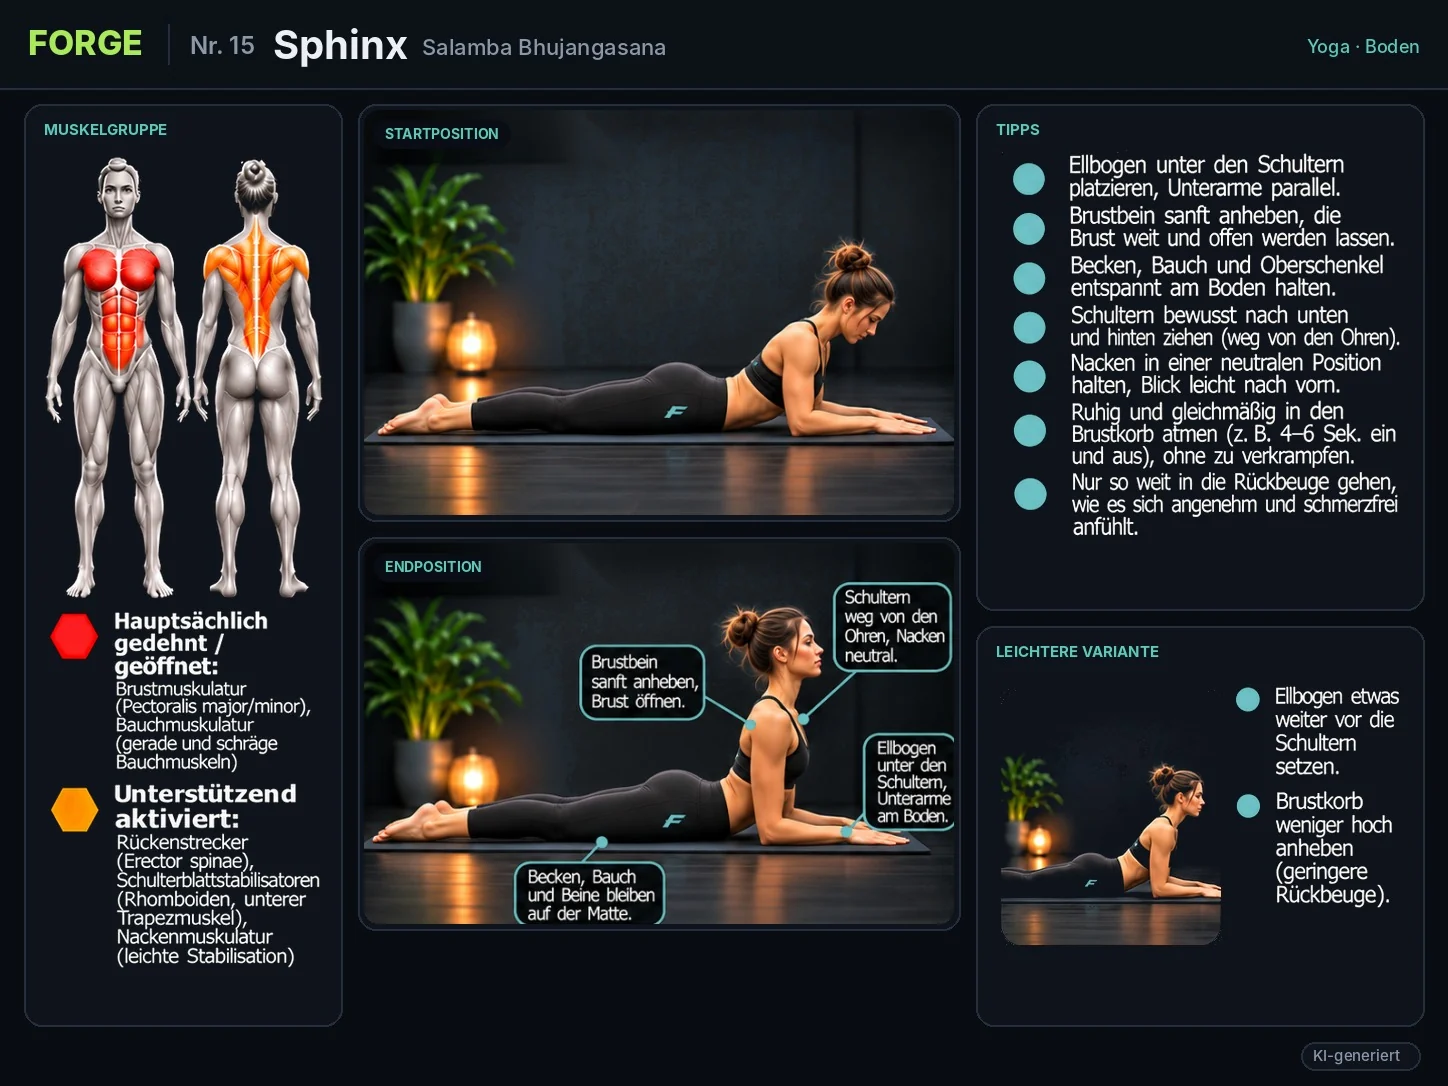 FORGE
Nr. 15
Sphinx
Salamba Bhujangasana
Yoga · Boden
MUSKELGRUPPE
Hauptsächlich
gedehnt /
geöffnet:
Brustmuskulatur
(Pectoralis major/minor),
Bauchmuskulatur
(gerade und schräge
Bauchmuskeln)
Unterstützend
aktiviert:
Rückenstrecker
(Erector spinae),
Schulterblattstabilisatoren
(Rhomboiden, unterer
Trapezmuskel),
Nackenmuskulatur
(leichte Stabilisation)
STARTPOSITION
F
ENDPOSITION
Brustbein
sanft anheben,
Brust öffnen.
Schultern
weg von den
Ohren, Nacken
neutral.
Ellbogen
unter den
Schultern,
Unterarme
am Boden.
F
Becken, Bauch
und Beine bleiben
auf der Matte.
TIPPS
Ellbogen unter den Schultern
platzieren, Unterarme parallel.
Brustbein sanft anheben, die
Brust weit und offen werden lassen.
Becken, Bauch und Oberschenkel
entspannt am Boden halten.
Schultern bewusst nach unten
und hinten ziehen (weg von den Ohren).
Nacken in einer neutralen Position
halten, Blick leicht nach vorn.
Ruhig und gleichmäßig in den
Brustkorb atmen (z. B. 4–6 Sek. ein
und aus), ohne zu verkrampfen.
Nur so weit in die Rückbeuge gehen,
wie es sich angenehm und schmerzfrei
anfühlt.
LEICHTERE VARIANTE
F
Ellbogen etwas
weiter vor die
Schultern
setzen.
Brustkorb
weniger hoch
anheben
(geringere
Rückbeuge).
KI-generiert